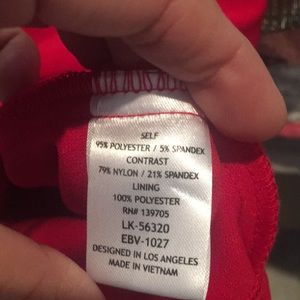 SELF
95% POLYESTER / 5% SPANDEX
CONTRAST
79% NYLON / 21% SPANDEX
LINING
100% POLYESTER
RN# 139705
LK-56320
EBV-1027
DESIGNED IN LOS ANGELES
MADE IN VIETNAM